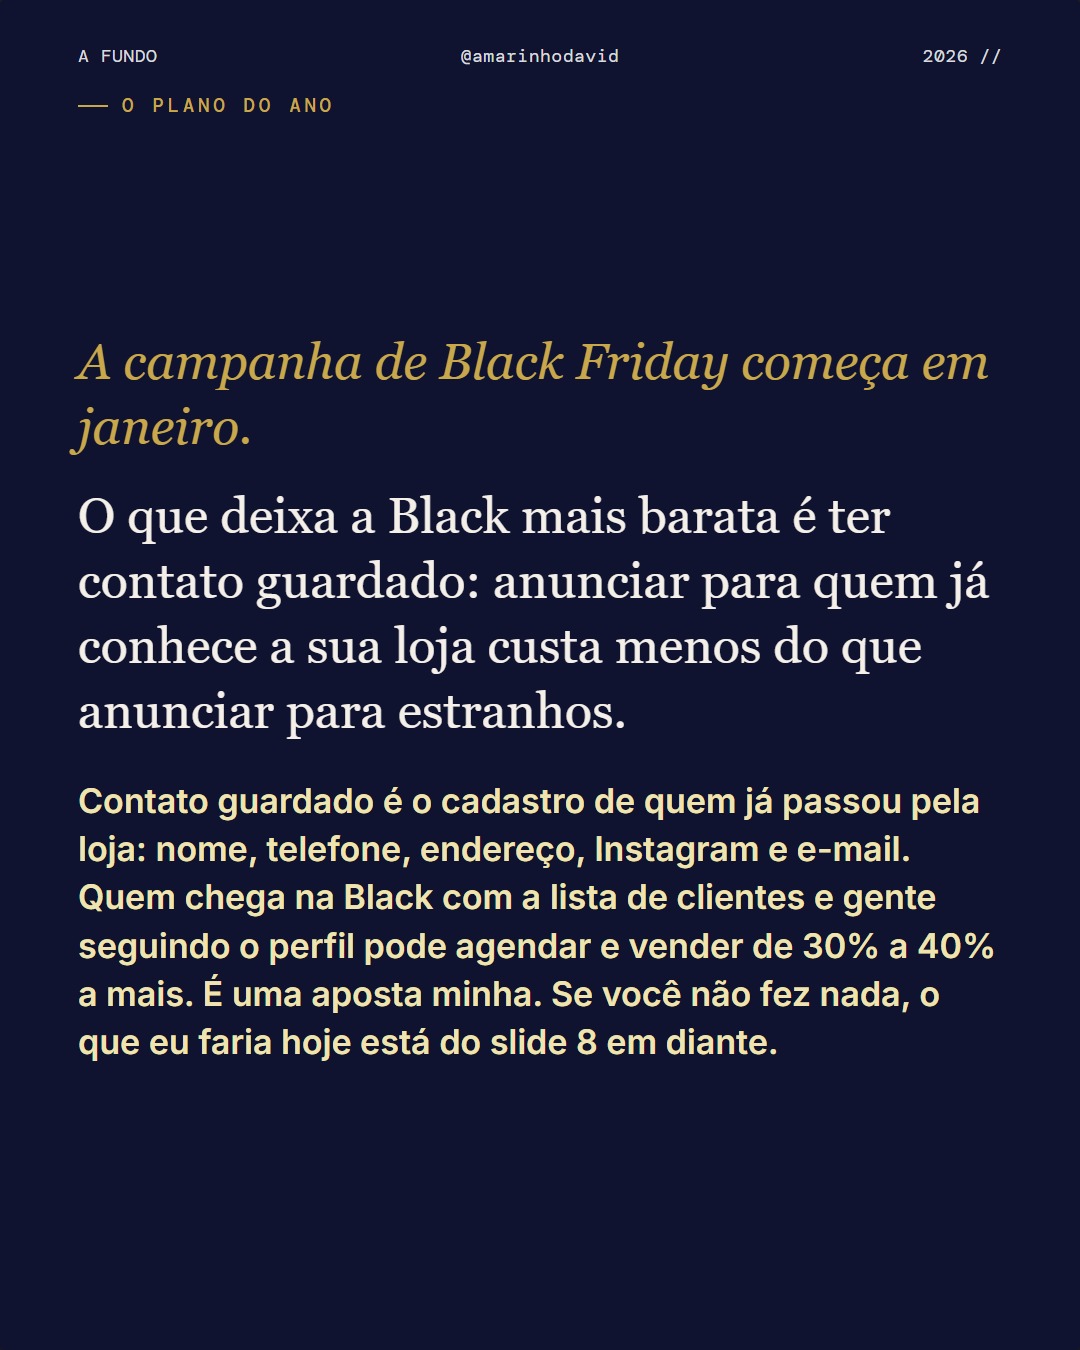 A FUNDO
@amarinhodavid
2026 //
O PLANO DO ANO
A campanha de Black Friday começa em
janeiro.
O que deixa a Black mais barata é ter
contato guardado: anunciar para quem já
conhece a sua loja custa menos do que
anunciar para estranhos.
Contato guardado é o cadastro de quem já passou pela
loja: nome, telefone, endereço, Instagram e e-mail.
Quem chega na Black com a lista de clientes e gente
seguindo o perfil pode agendar e vender de 30% a 40%
a mais. É uma aposta minha. Se você não fez nada, o
que eu faria hoje está do slide 8 em diante.